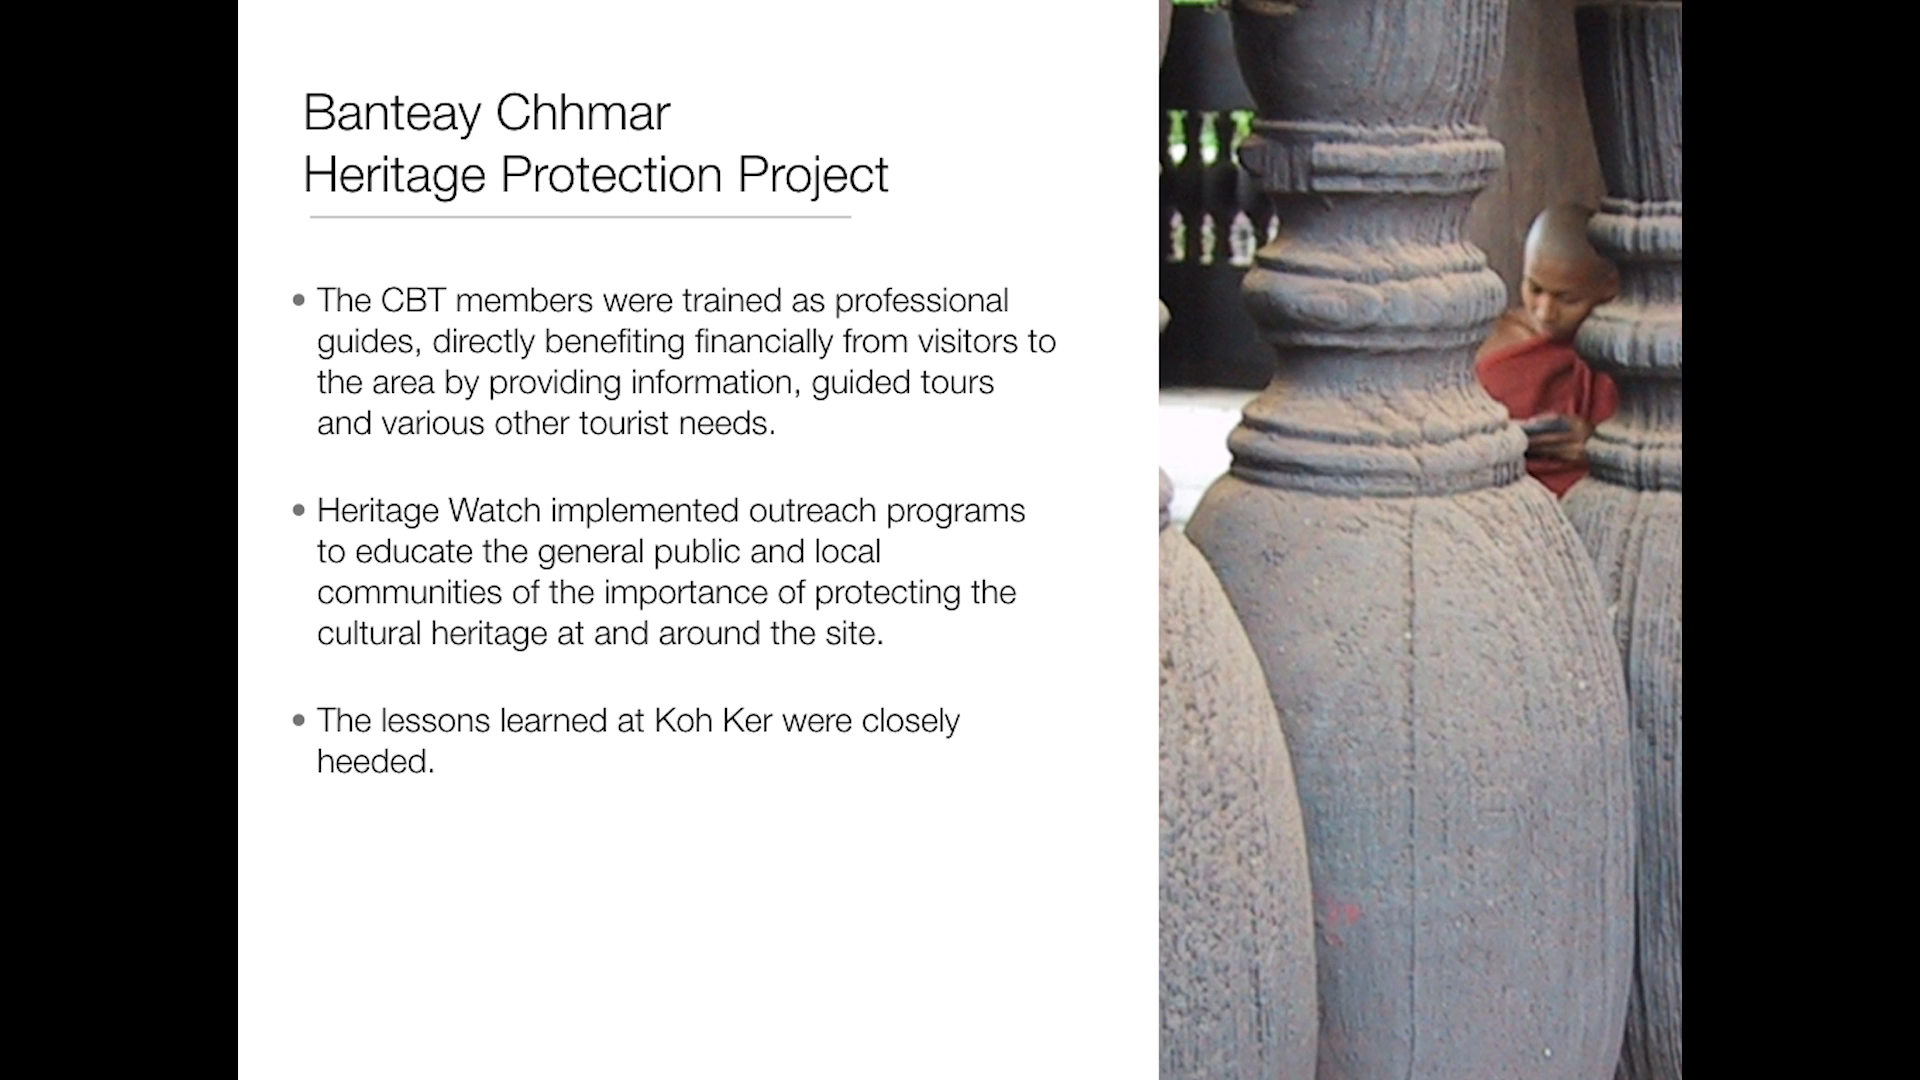 Banteay Chhmar
Heritage Protection Project
• The CBT members were trained as professional
guides, directly benefiting financially from visitors to
the area by providing information, guided tours
and various other tourist needs.
• Heritage Watch implemented outreach programs
to educate the general public and local
communities of the importance of protecting the
cultural heritage at and around the site.
• The lessons learned at Koh Ker were closely
heeded.